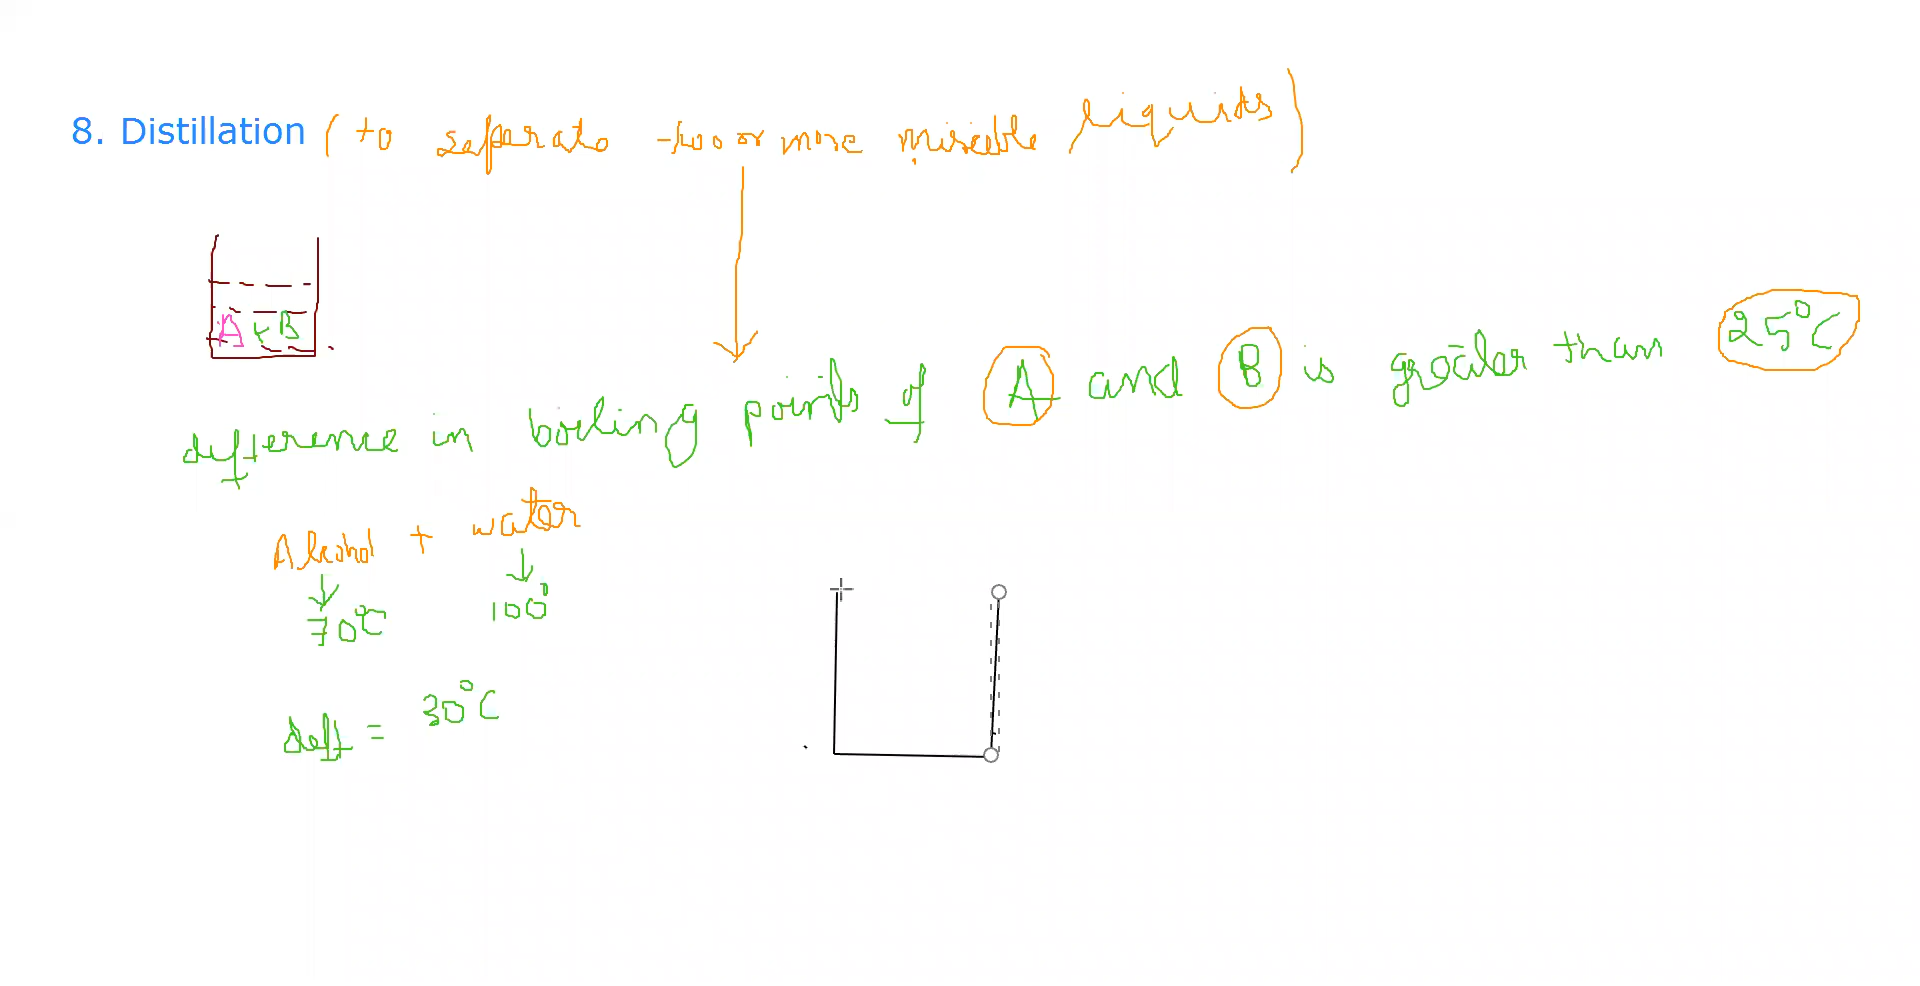 8. Distillation ( to seperate two or more miscible liquids )
A + B
difference in boiling points of A and B is greater than 25°C
Alcohol + water
70°C 100°
diff = 30°C